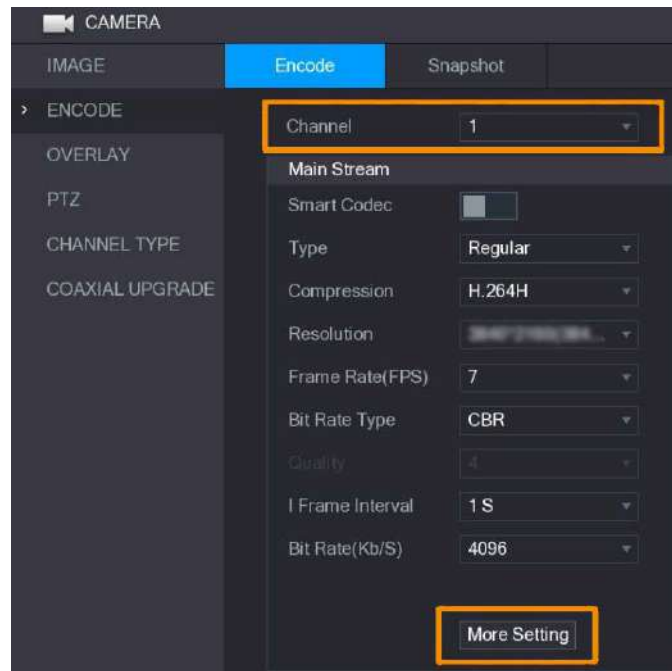 CAMERA
IMAGE
Encode
Snapshot
ENCODE
Channel
1
OVERLAY
Main Stream
PTZ
Smart Codec
CHANNEL TYPE
Type
Regular
COAXIAL UPGRADE
Compression
H.264H
Resolution
Frame Rate(FPS)
7
Bit Rate Type
CBR
Quality
4
I Frame Interval
1 S
Bit Rate(Kb/S)
4096
More Setting